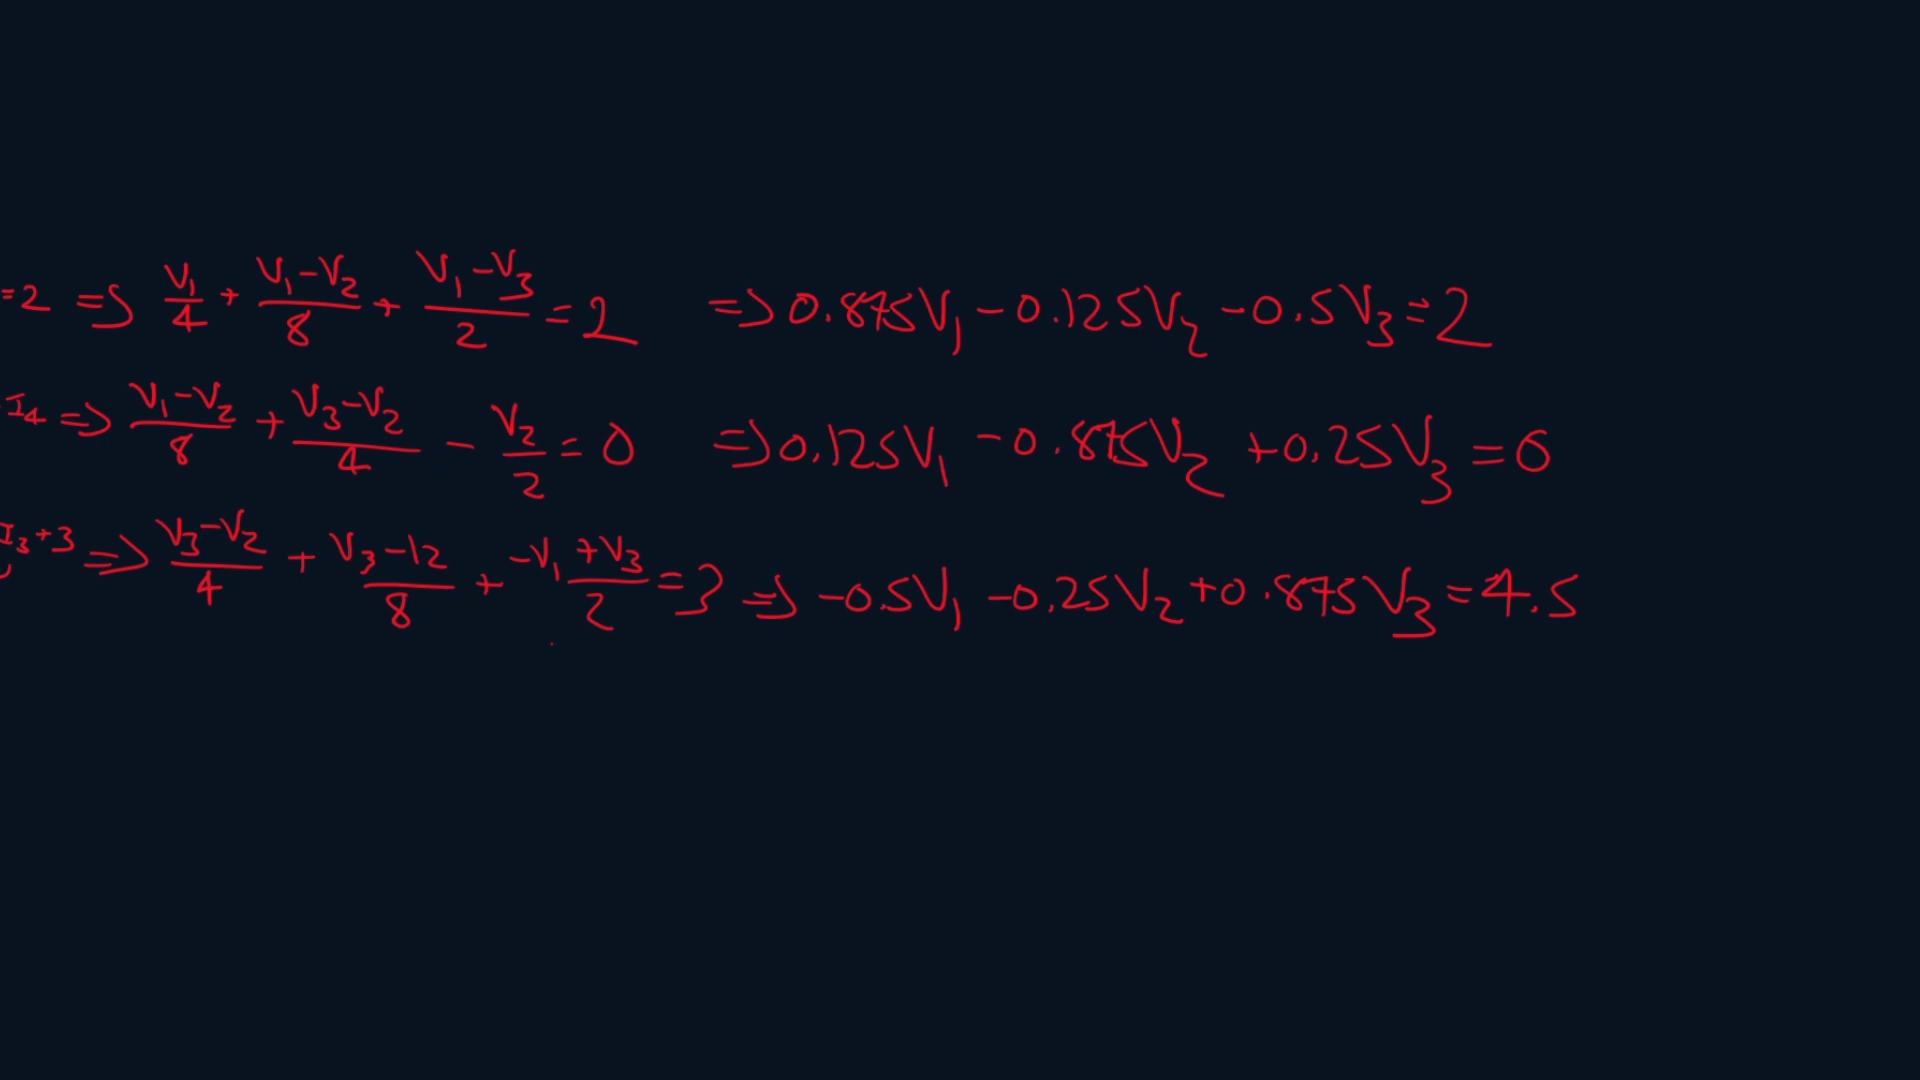 =2 => V1/4 + (V1-V2)/8 + (V1-V3)/2 = 2 => 0.875V1 - 0.125V2 - 0.5V3 = 2
I4 => (V1-V2)/8 + (V3-V2)/4 - V2/2 = 0 => 0.125V1 - 0.875V2 + 0.25V3 = 0
I3+3 => (V3-V2)/4 + (V3-12)/8 + (-V1+V3)/2 = 3 => -0.5V1 - 0.25V2 + 0.875V3 = 4.5